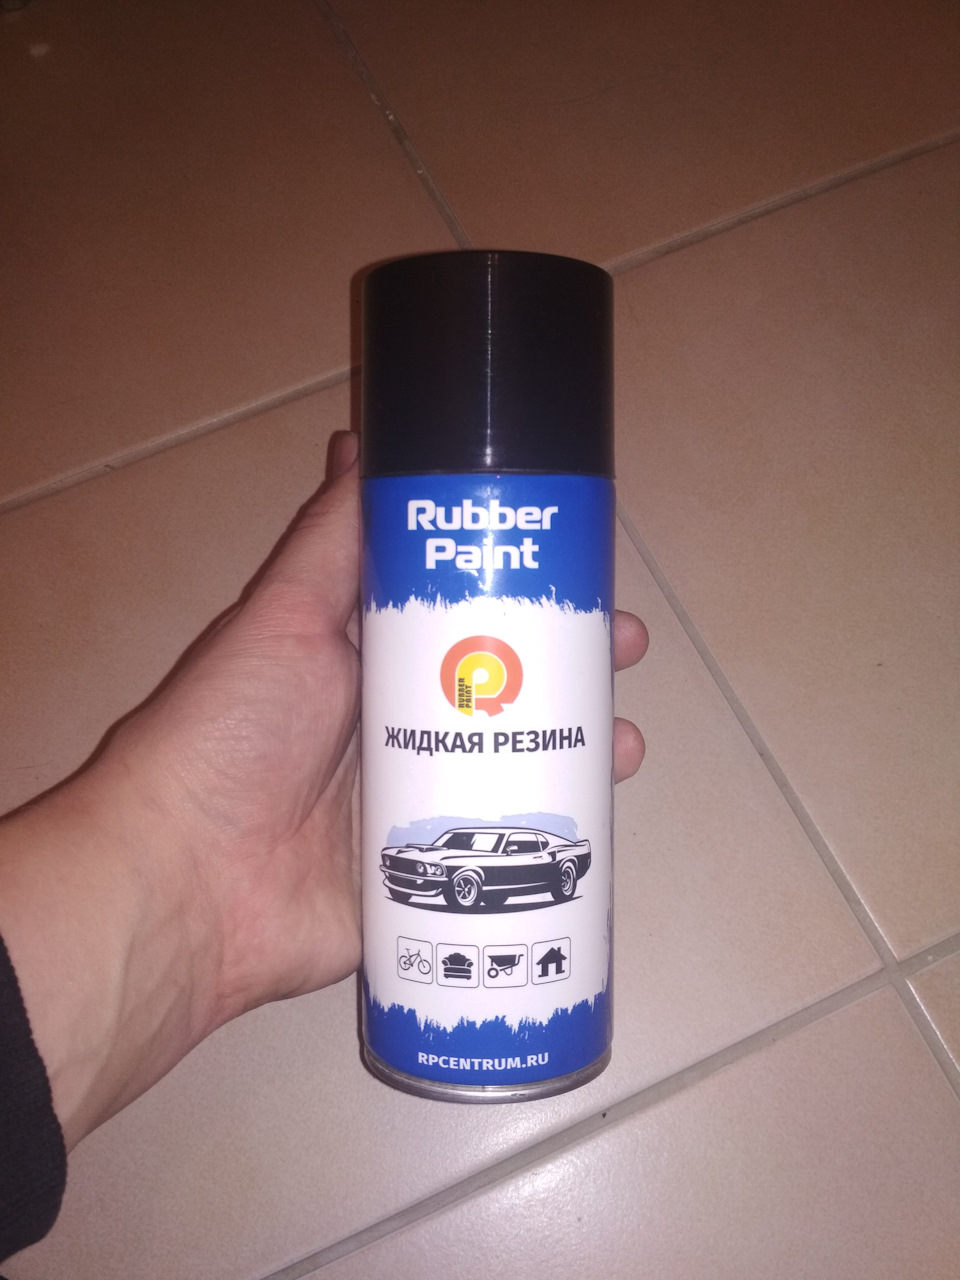 Rubber
Paint
RUBBER
PAINT
ЖИДКАЯ РЕЗИНА
RPCENTRUM.RU